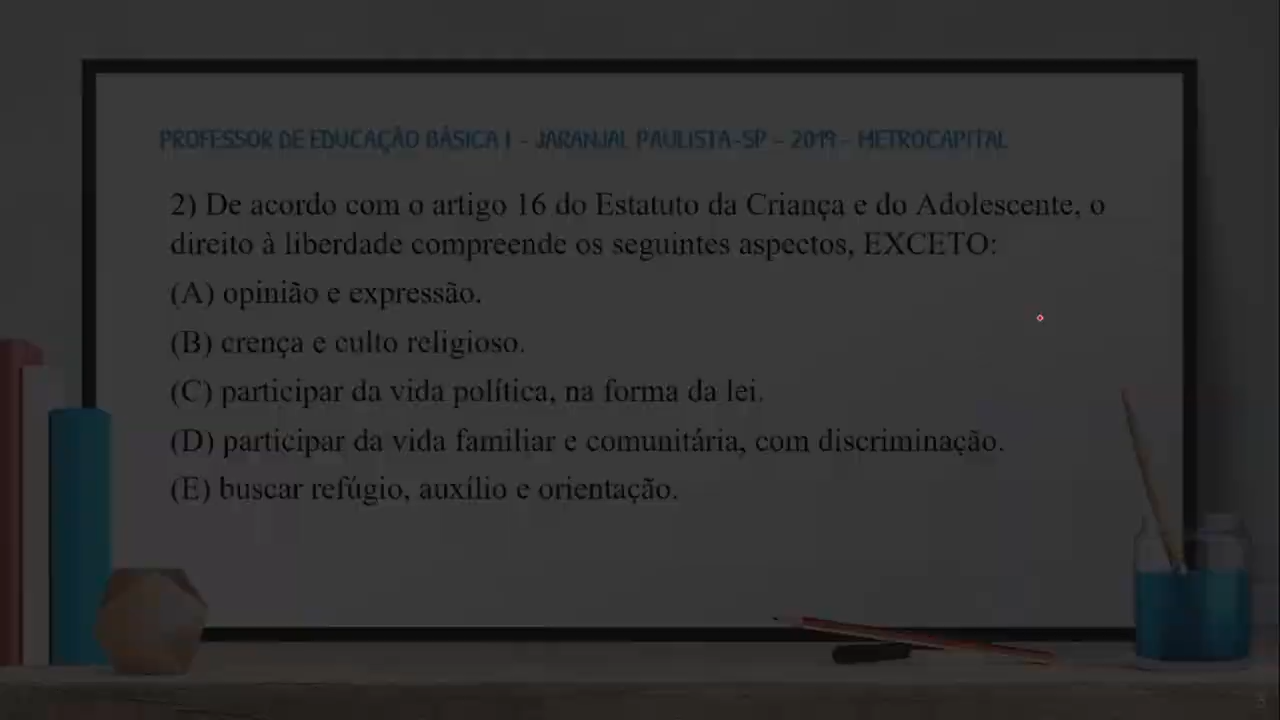 PROFESSOR DE EDUCAÇÃO BÁSICA I - JARANJAL PAULISTA-SP - 2019 - METROCAPITAL
2) De acordo com o artigo 16 do Estatuto da Criança e do Adolescente, o
direito à liberdade compreende os seguintes aspectos, EXCETO:
(A) opinião e expressão.
(B) crença e culto religioso.
(C) participar da vida política, na forma da lei.
(D) participar da vida familiar e comunitária, com discriminação.
(E) buscar refúgio, auxílio e orientação.